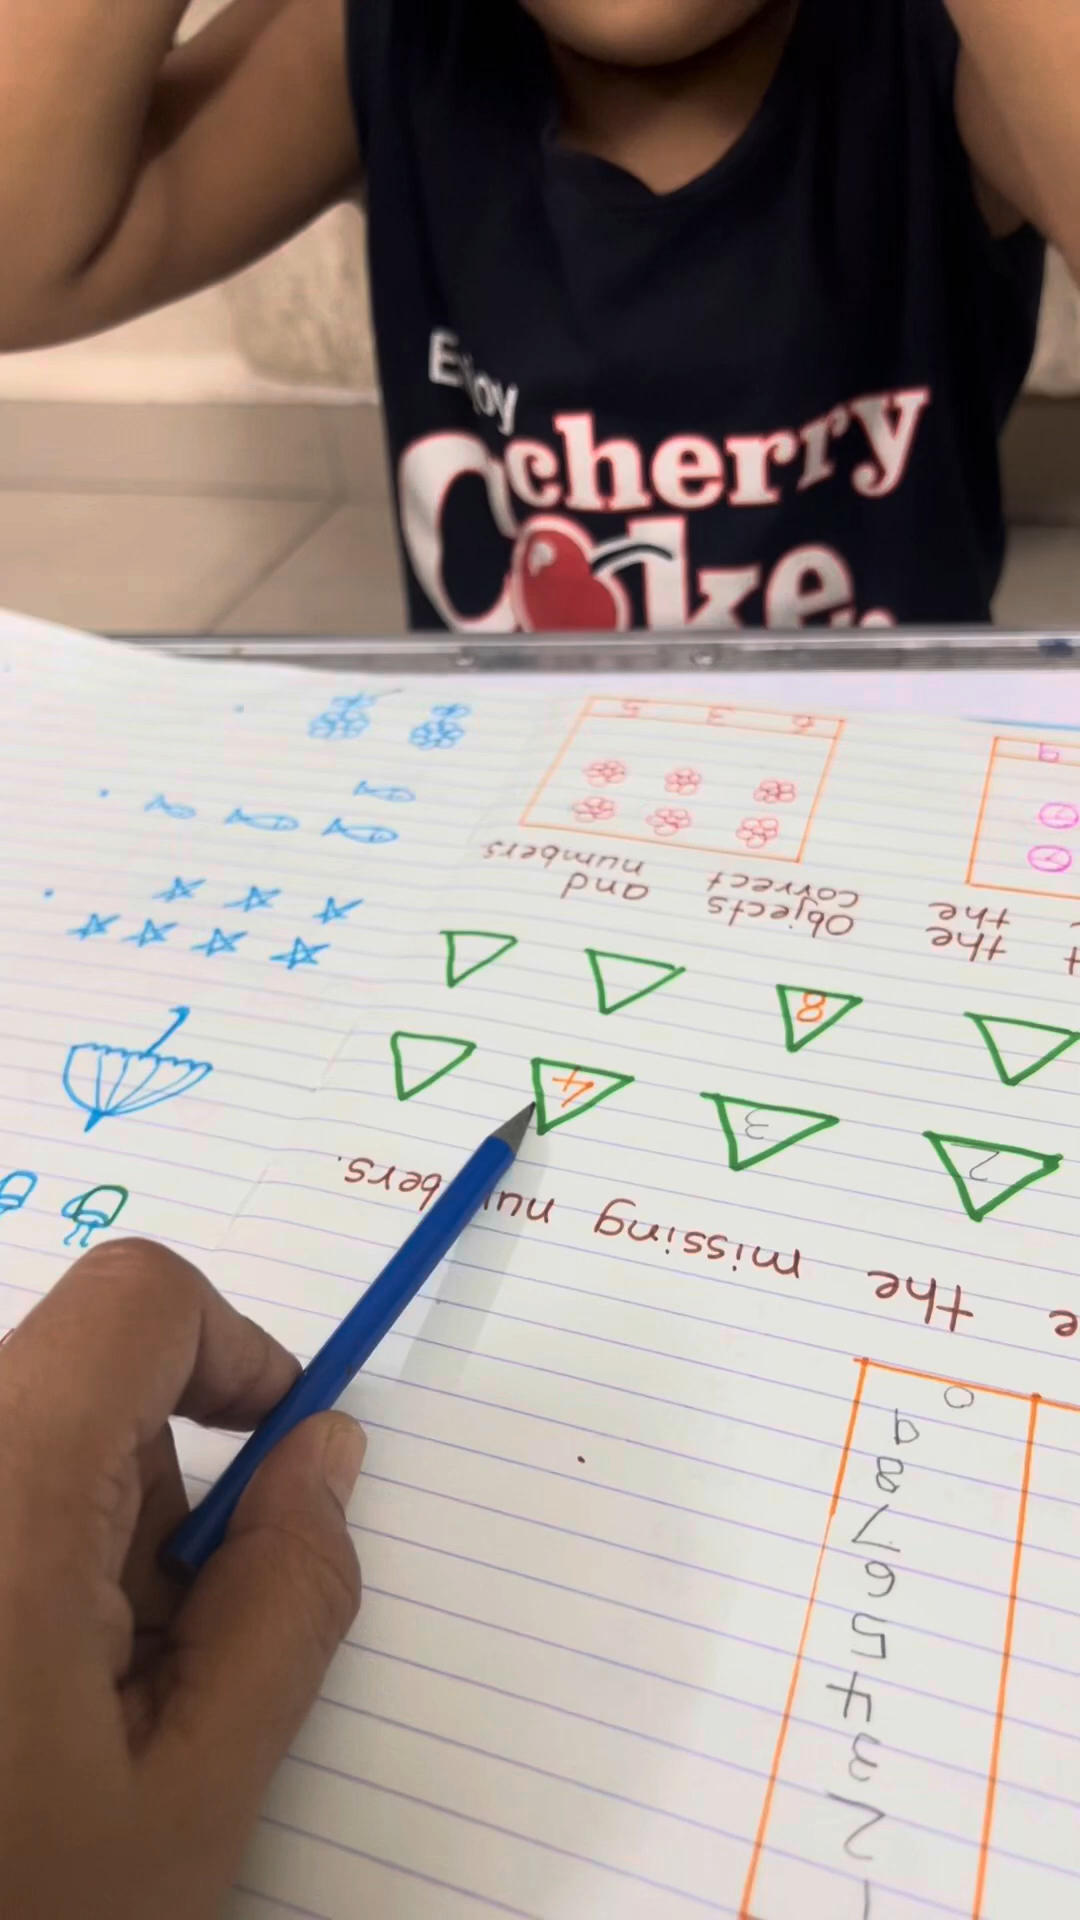 Enjoy
cherry
Coke
1
2
3
4
5
6
7
8
9
0
the missing numbers.
2 3 4
8
the objects and
the correct numbers
9
6 3 5